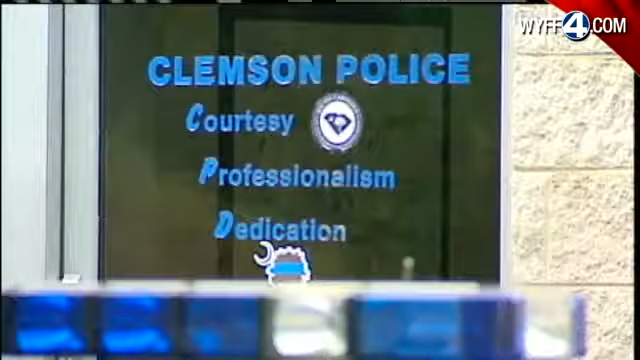 WYFF4.COM
CLEMSON POLICE
Courtesy
Professionalism
Dedication